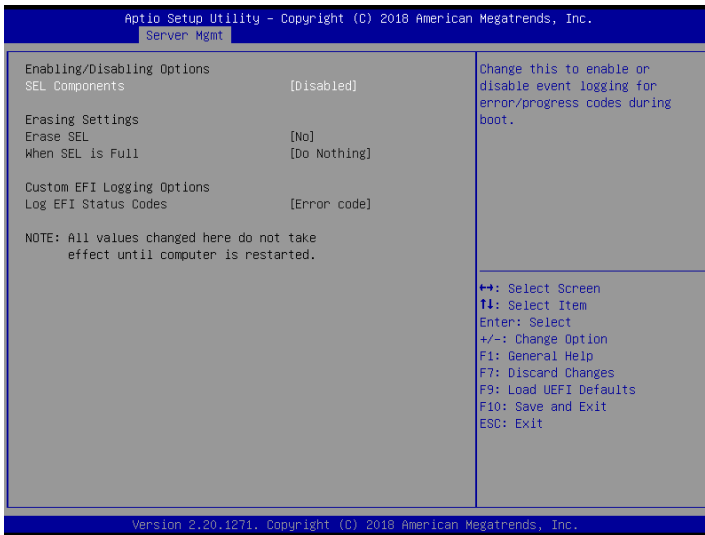 Aptio Setup Utility – Copyright (C) 2018 American Megatrends, Inc.
Server Mgmt
Enabling/Disabling Options
SEL Components [Disabled]
Erasing Settings
Erase SEL [No]
When SEL is Full [Do Nothing]
Custom EFI Logging Options
Log EFI Status Codes [Error code]
NOTE: All values changed here do not take
effect until computer is restarted.
Change this to enable or
disable event logging for
error/progress codes during
boot.
↔: Select Screen
↑↓: Select Item
Enter: Select
+/-: Change Option
F1: General Help
F7: Discard Changes
F9: Load UEFI Defaults
F10: Save and Exit
ESC: Exit
Version 2.20.1271. Copyright (C) 2018 American Megatrends, Inc.